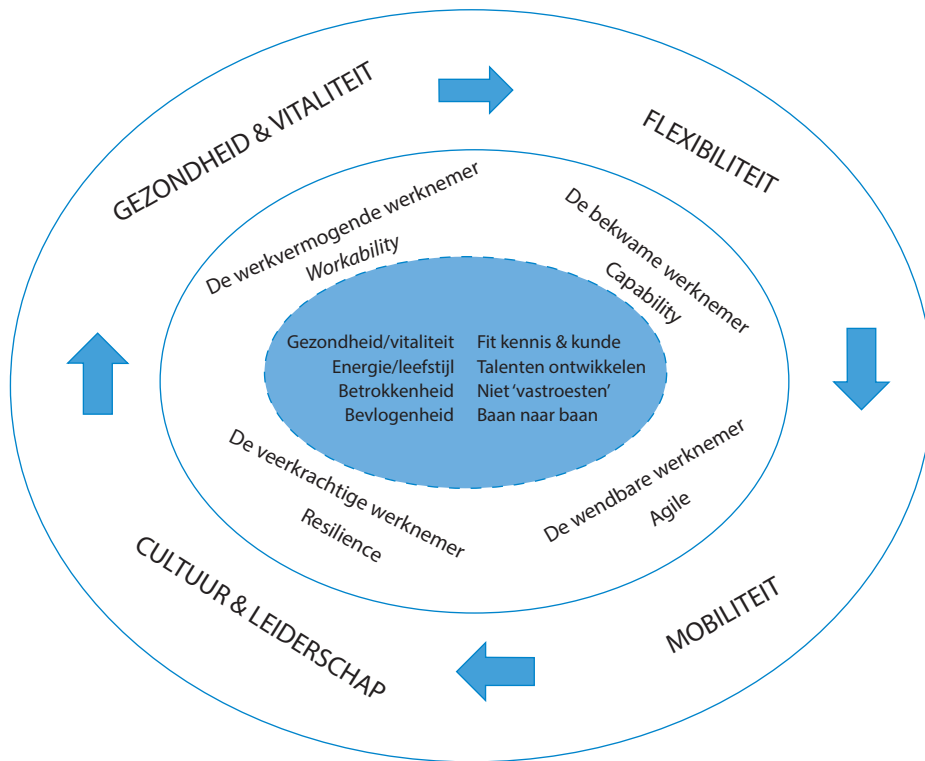 GEZONDHEID & VITALITEIT
FLEXIBILITEIT
De werkvermogende werknemer
Workability
De bekwame werknemer
Capability
Gezondheid/vitaliteit Fit kennis & kunde
Energie/leefstijl Talenten ontwikkelen
Betrokkenheid Niet ‘vastroesten’
Bevlogenheid Baan naar baan
De veerkrachtige werknemer
Resilience
De wendbare werknemer
Agile
CULTUUR & LEIDERSCHAP
MOBILITEIT